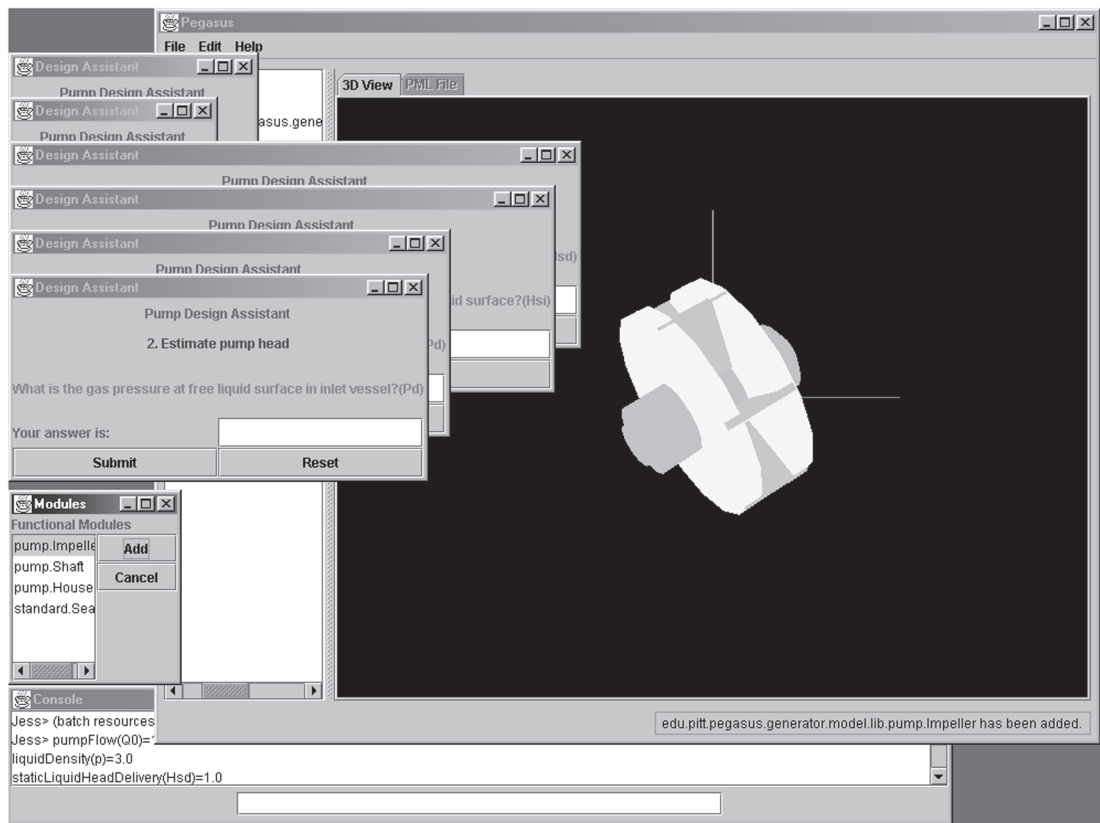 Pegasus
File Edit Help
Design Assistant
Pump Design Assistant
Design Assistant
Pump Design Assistant
asus.gene
3D View PML File
Design Assistant
Pump Design Assistant
Design Assistant
Pump Design Assistant
Hsd)
Design Assistant
Pump Design Assistant
id surface?(Hsi)
Design Assistant
Pump Design Assistant
2. Estimate pump head
Pd)
What is the gas pressure at free liquid surface in inlet vessel?(Pd)
Your answer is:
Submit Reset
Modules
Functional Modules
pump.Impelle
pump.Shaft
pump.House
standard.Sea
Add
Cancel
Console
Jess> (batch resources
Jess> pumpFlow(Q0)=
liquidDensity(p)=3.0
staticLiquidHeadDelivery(Hsd)=1.0
edu.pitt.pegasus.generator.model.lib.pump.Impeller has been added.